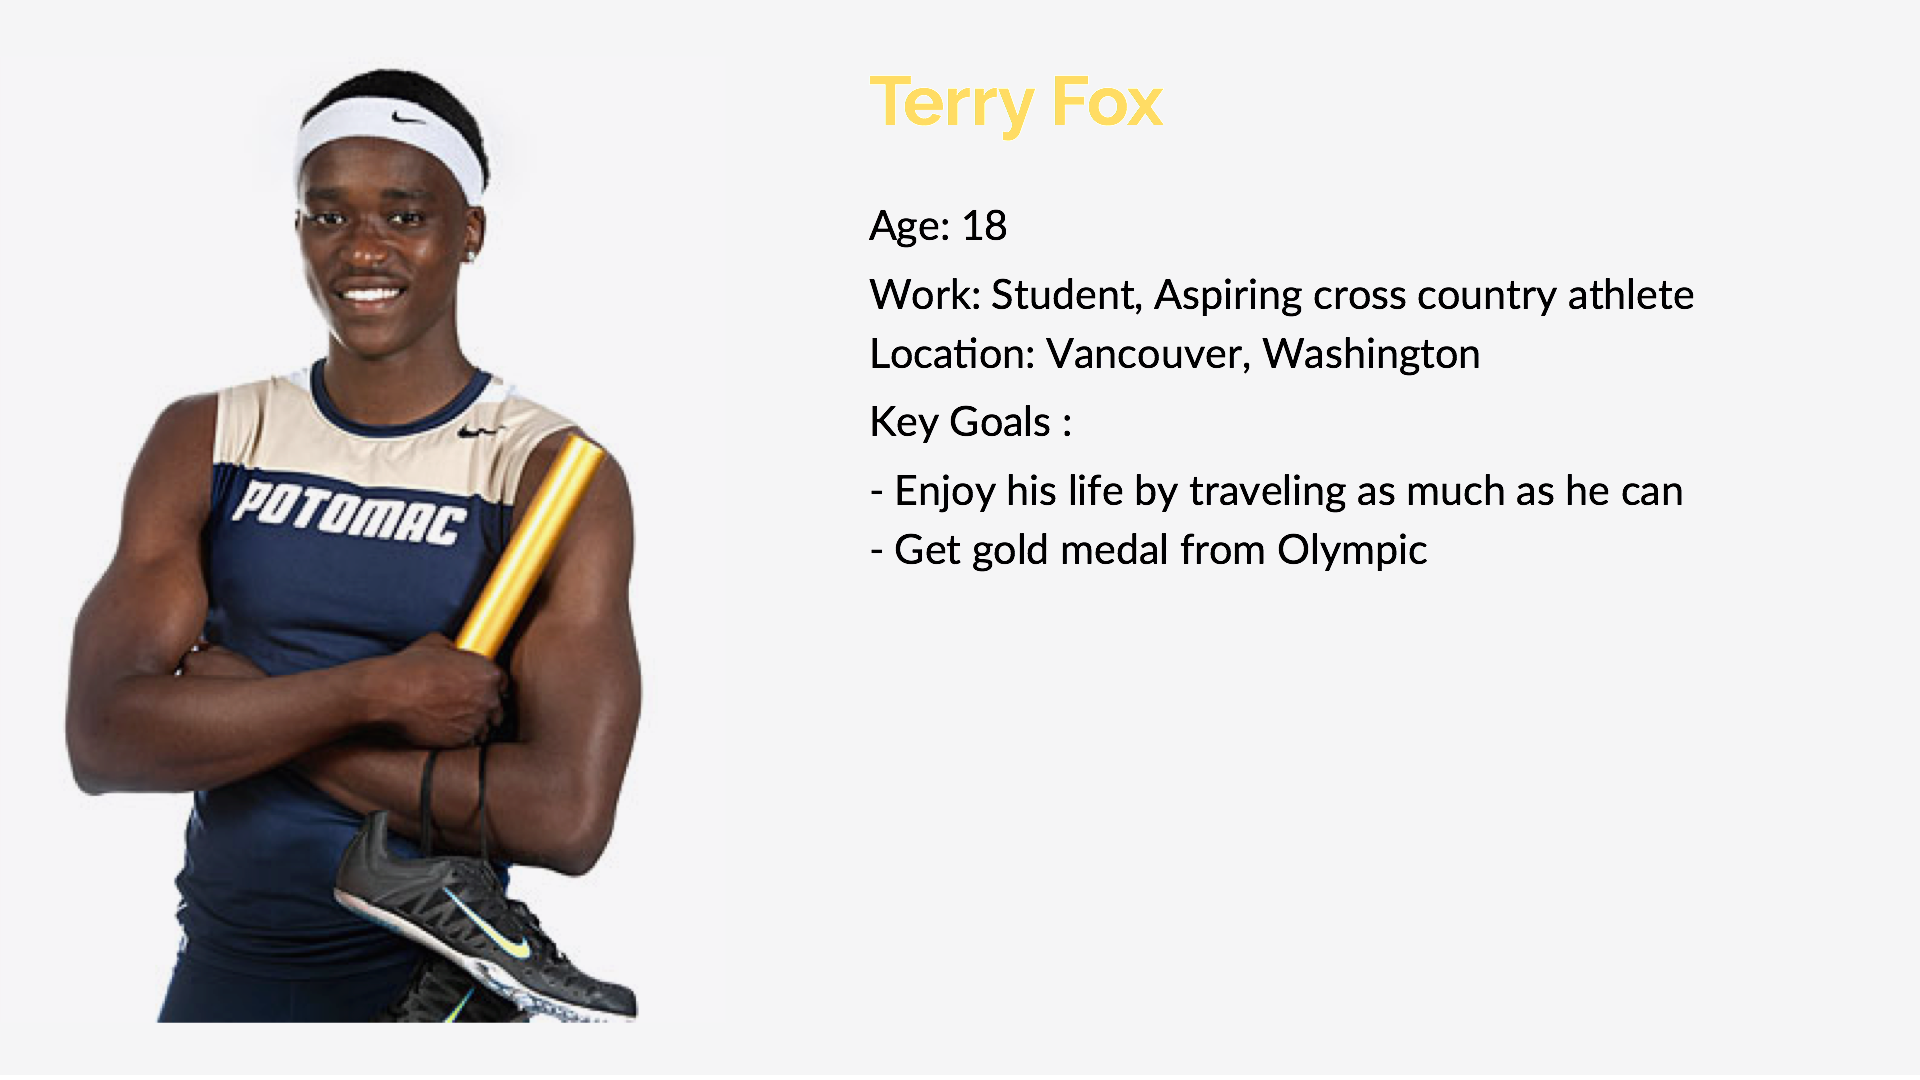 Terry Fox
Age: 18
Work: Student, Aspiring cross country athlete
Location: Vancouver, Washington
Key Goals :
- Enjoy his life by traveling as much as he can
- Get gold medal from Olympic
POTOMAC